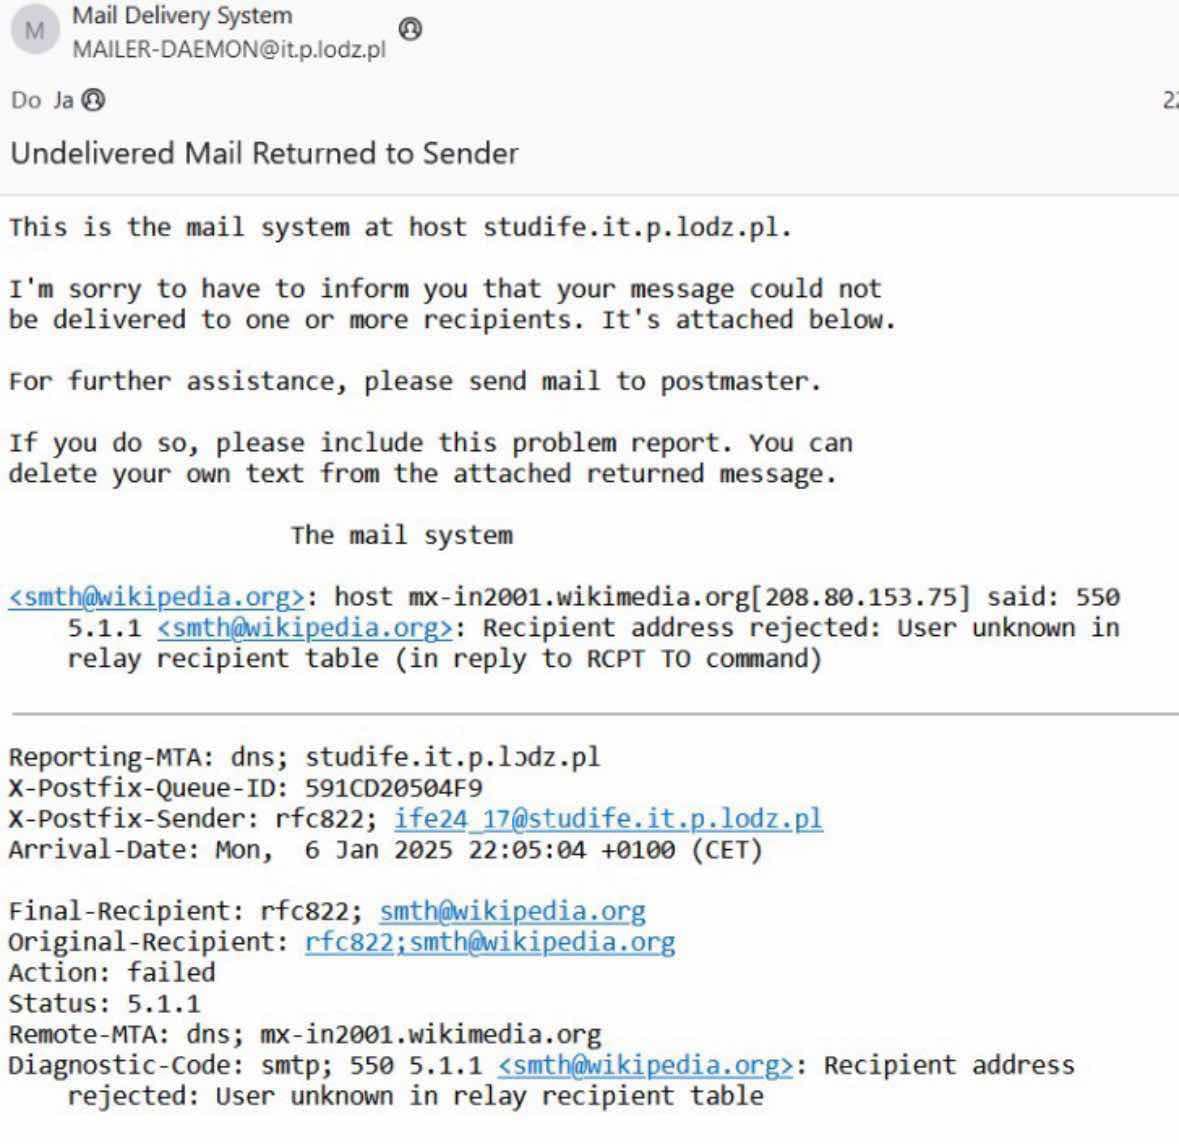 M
Mail Delivery System
MAILER-DAEMON@it.p.lodz.pl
Do Ja
22
Undelivered Mail Returned to Sender
This is the mail system at host studife.it.p.lodz.pl.
I'm sorry to have to inform you that your message could not
be delivered to one or more recipients. It's attached below.
For further assistance, please send mail to postmaster.
If you do so, please include this problem report. You can
delete your own text from the attached returned message.
The mail system
<smth@wikipedia.org>: host mx-in2001.wikimedia.org[208.80.153.75] said: 550
5.1.1 <smth@wikipedia.org>: Recipient address rejected: User unknown in
relay recipient table (in reply to RCPT TO command)
Reporting-MTA: dns; studife.it.p.lɔdz.pl
X-Postfix-Queue-ID: 591CD20504F9
X-Postfix-Sender: rfc822; ife24_17@studife.it.p.lodz.pl
Arrival-Date: Mon,  6 Jan 2025 22:05:04 +0100 (CET)
Final-Recipient: rfc822; smth@wikipedia.org
Original-Recipient: rfc822;smth@wikipedia.org
Action: failed
Status: 5.1.1
Remote-MTA: dns; mx-in2001.wikimedia.org
Diagnostic-Code: smtp; 550 5.1.1 <smth@wikipedia.org>: Recipient address
rejected: User unknown in relay recipient table